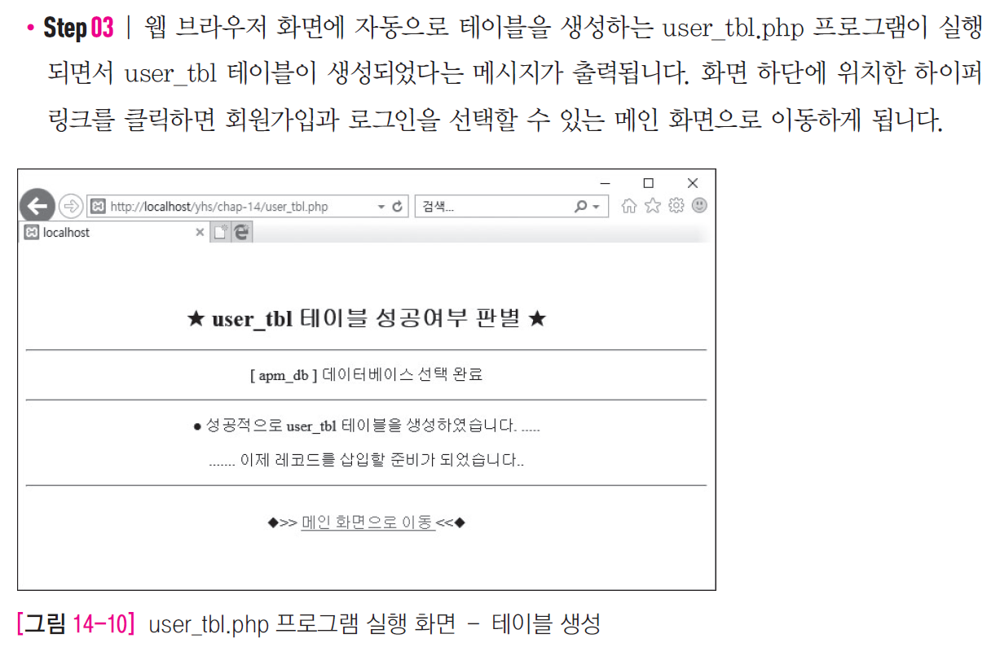 • Step 03 | 웹 브라우저 화면에 자동으로 테이블을 생성하는 user_tbl.php 프로그램이 실행
되면서 user_tbl 테이블이 생성되었다는 메시지가 출력됩니다. 화면 하단에 위치한 하이퍼
링크를 클릭하면 회원가입과 로그인을 선택할 수 있는 메인 화면으로 이동하게 됩니다.
http://localhost/yhs/chap-14/user_tbl.php
검색...
localhost
★ user_tbl 테이블 성공여부 판별 ★
[ apm_db ] 데이터베이스 선택 완료
● 성공적으로 user_tbl 테이블을 생성하였습니다. .....
....... 이제 레코드를 삽입할 준비가 되었습니다..
◆>> 메인 화면으로 이동 <<◆
[그림 14-10] user_tbl.php 프로그램 실행 화면 – 테이블 생성